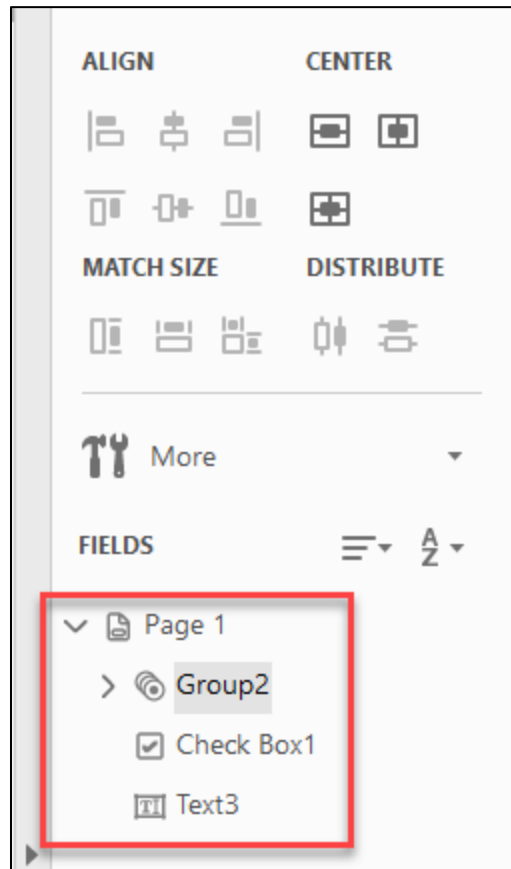 ALIGN CENTER
MATCH SIZE DISTRIBUTE
More
FIELDS
A
Z
Page 1
Group2
Check Box1
Text3